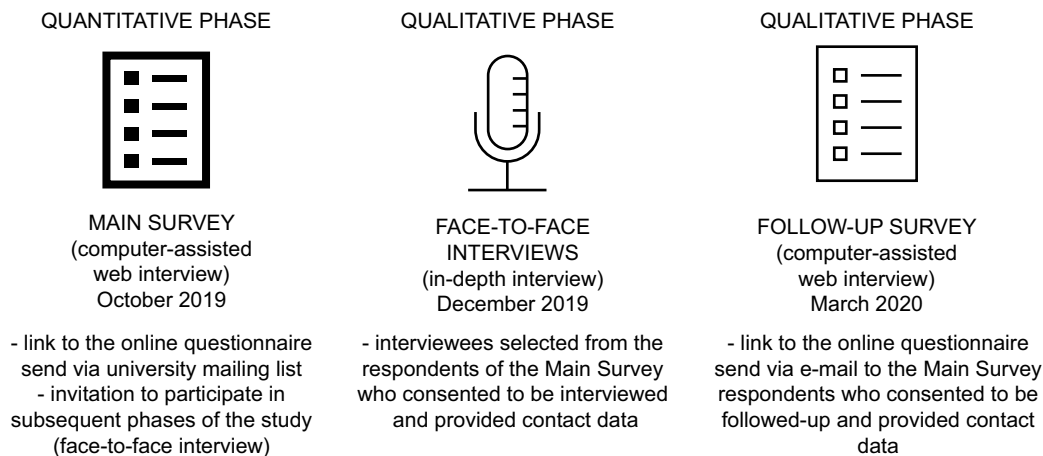 QUANTITATIVE PHASE
MAIN SURVEY
(computer-assisted
web interview)
October 2019
- link to the online questionnaire
send via university mailing list
- invitation to participate in
subsequent phases of the study
(face-to-face interview)
QUALITATIVE PHASE
FACE-TO-FACE
INTERVIEWS
(in-depth interview)
December 2019
- interviewees selected from the
respondents of the Main Survey
who consented to be interviewed
and provided contact data
QUALITATIVE PHASE
FOLLOW-UP SURVEY
(computer-assisted
web interview)
March 2020
- link to the online questionnaire
send via e-mail to the Main Survey
respondents who consented to be
followed-up and provided contact
data